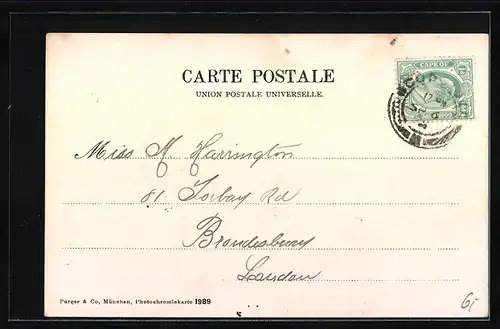 CARTE POSTALE
UNION POSTALE UNIVERSELLE.
CAPE OF
Miss M Harrington
81 Torbay Rd
Brondesbury
London
Purger & Co, München, Photochromiekarte 1989
6/-